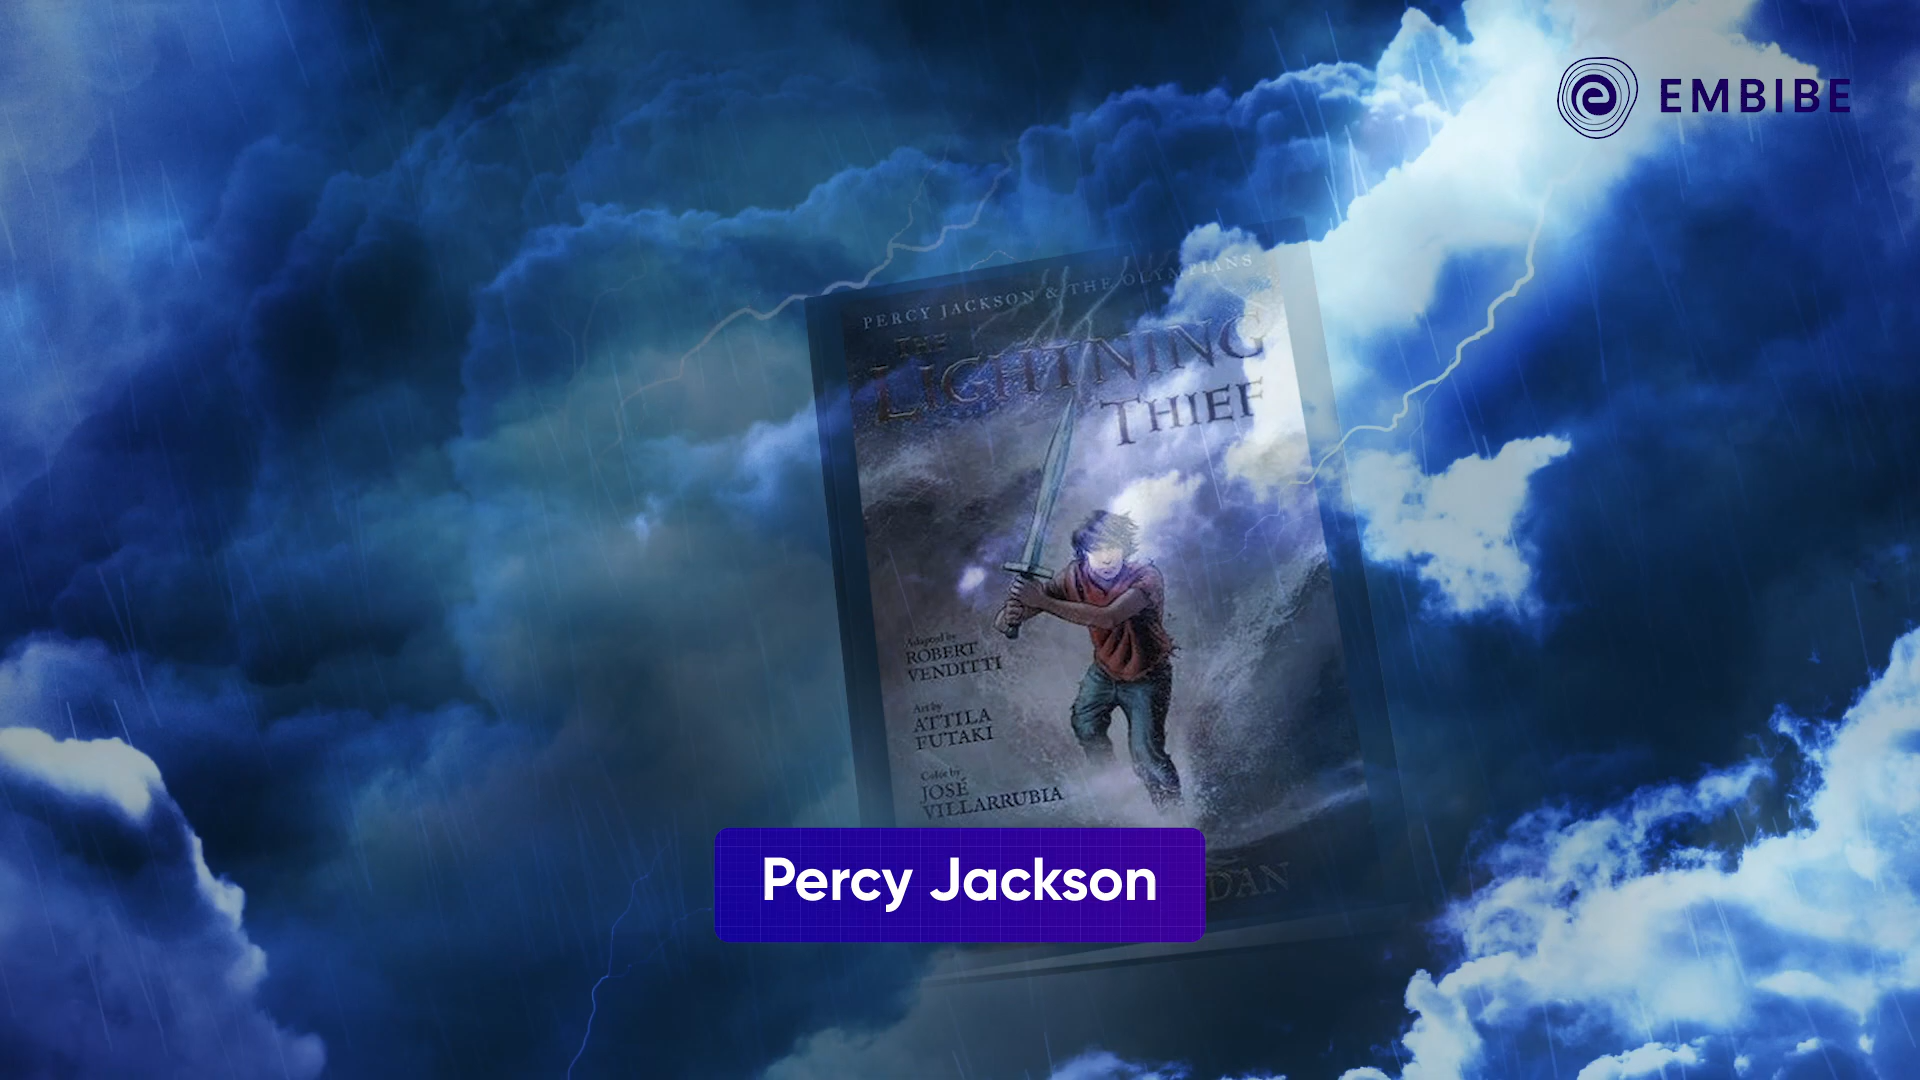 EMBIBE
PERCY JACKSON & THE OLYMPIANS
THE
LIGHTNING
THIEF
Adapted by
ROBERT
VENDITTI
Art by
ATTILA
FUTAKI
Color by
JOSÉ
VILLARRUBIA
Percy Jackson